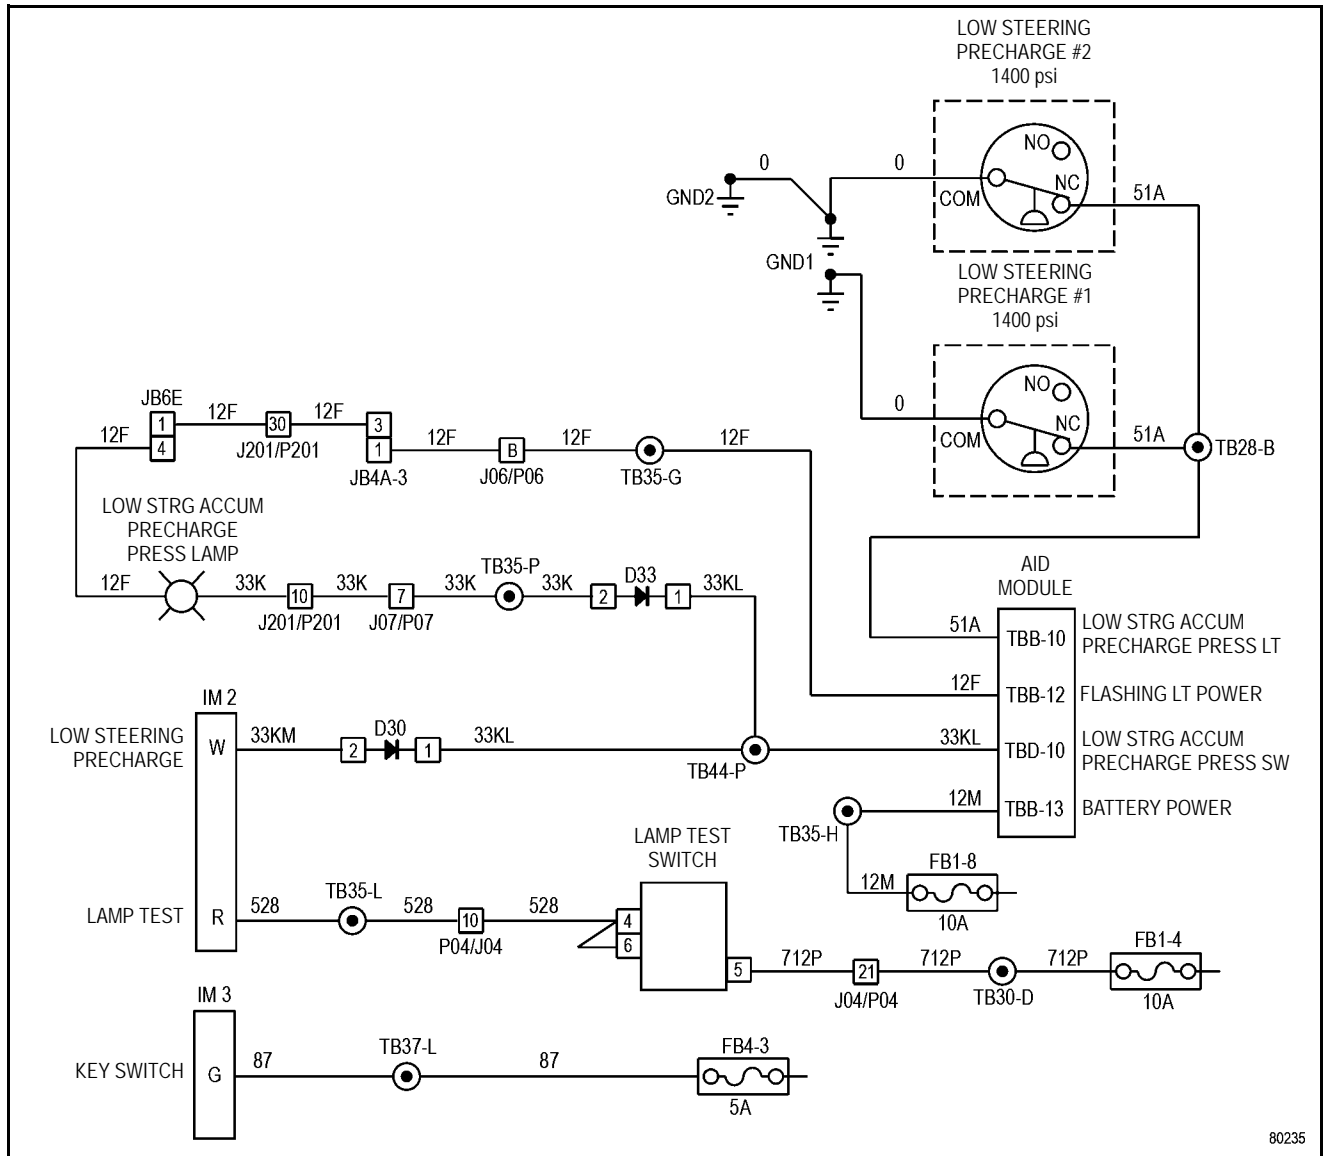 LOW STEERING
PRECHARGE #2
1400 psi
NO
NC
COM
0
0
51A
GND2
GND1
LOW STEERING
PRECHARGE #1
1400 psi
NO
NC
COM
0
51A
TB28-B
JB6E
1
4
12F
12F
30
J201/P201
12F
3
1
JB4A-3
12F
B
J06/P06
12F
TB35-G
12F
LOW STRG ACCUM
PRECHARGE
PRESS LAMP
12F
33K
10
J201/P201
33K
7
J07/P07
33K
TB35-P
33K
2
D33
1
33KL
AID
MODULE
51A
TBB-10
LOW STRG ACCUM
PRECHARGE PRESS LT
12F
TBB-12
FLASHING LT POWER
33KL
TBD-10
LOW STRG ACCUM
PRECHARGE PRESS SW
12M
TBB-13
BATTERY POWER
IM 2
LOW STEERING
PRECHARGE
W
33KM
2
D30
1
33KL
TB44-P
TB35-H
12M
FB1-8
10A
LAMP TEST
SWITCH
LAMP TEST
R
528
TB35-L
528
10
P04/J04
528
4
6
5
712P
21
J04/P04
712P
TB30-D
712P
FB1-4
10A
IM 3
KEY SWITCH
G
87
TB37-L
87
FB4-3
5A
80235